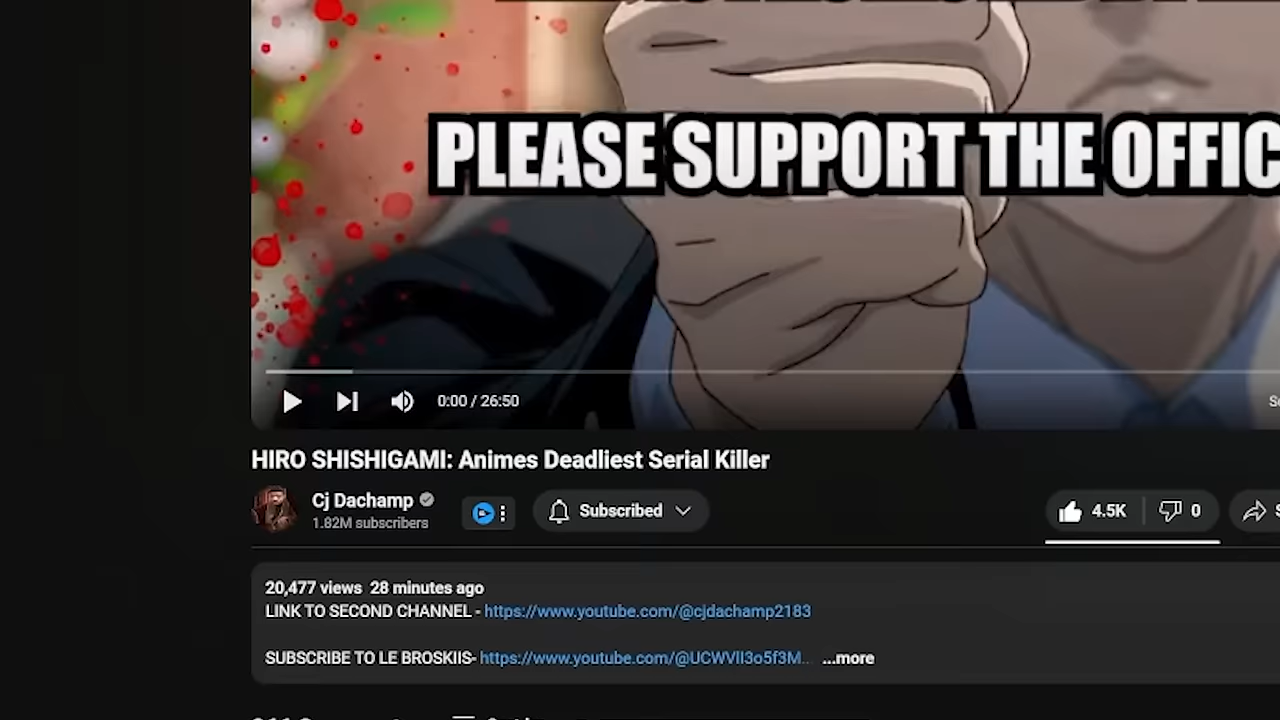 PLEASE SUPPORT THE OFFIC
0:00 / 26:50
HIRO SHISHIGAMI: Animes Deadliest Serial Killer
Cj Dachamp
1.82M subscribers
Subscribed
4.5K
0
20,477 views 28 minutes ago
LINK TO SECOND CHANNEL - https://www.youtube.com/@cjdachamp2183
SUBSCRIBE TO LE BROSKIIS- https://www.youtube.com/@UCWVII3o5f3M... ...more